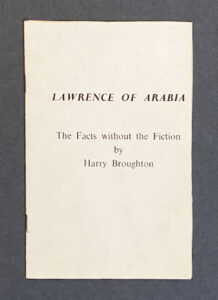 LAWRENCE OF ARABIA
The Facts without the Fiction
by
Harry Broughton